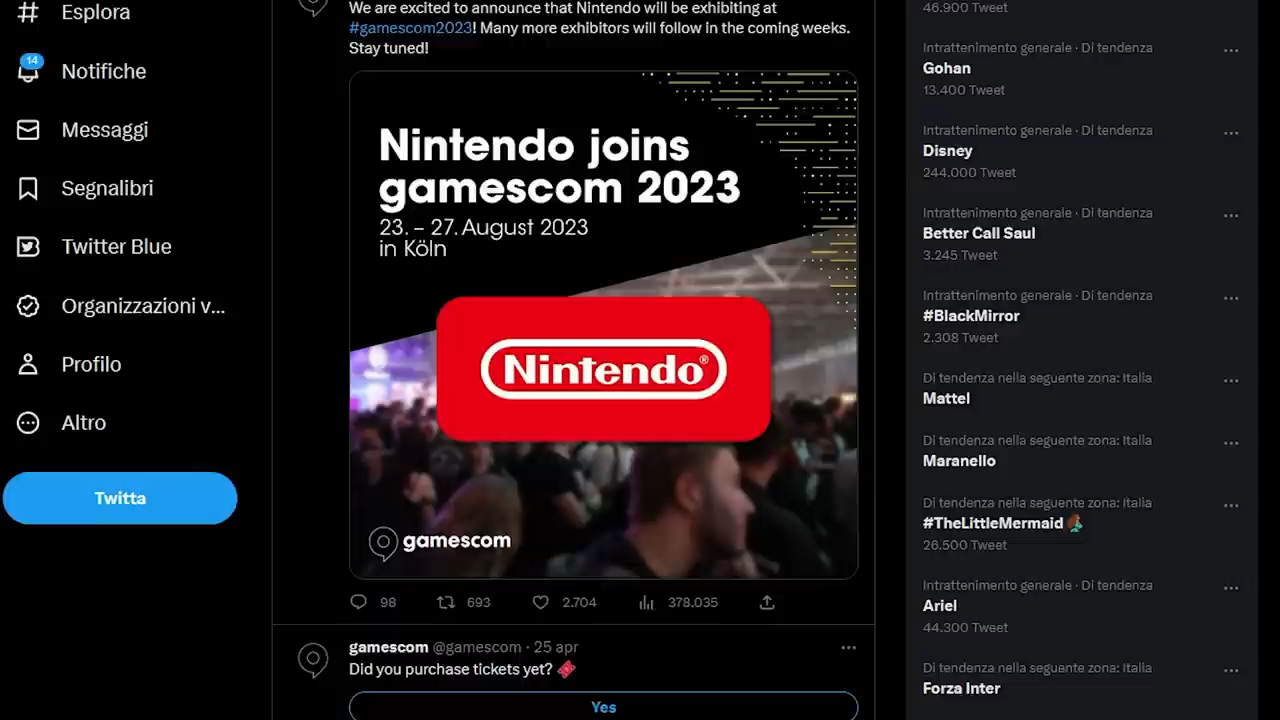 Esplora
14
Notifiche
Messaggi
Segnalibri
Twitter Blue
Organizzazioni v...
Profilo
Altro
Twitta
We are excited to announce that Nintendo will be exhibiting at
#gamescom2023! Many more exhibitors will follow in the coming weeks.
Stay tuned!
Nintendo joins
gamescom 2023
23. – 27. August 2023
in Köln
Nintendo®
gamescom
98 693 2.704 378.035
gamescom @gamescom · 25 apr
Did you purchase tickets yet?
Yes
46.900 Tweet
Intrattenimento generale · Di tendenza
Gohan
13.400 Tweet
Intrattenimento generale · Di tendenza
Disney
244.000 Tweet
Intrattenimento generale · Di tendenza
Better Call Saul
3.245 Tweet
Intrattenimento generale · Di tendenza
#BlackMirror
2.308 Tweet
Di tendenza nella seguente zona: Italia
Mattel
Di tendenza nella seguente zona: Italia
Maranello
Di tendenza nella seguente zona: Italia
#TheLittleMermaid
26.500 Tweet
Intrattenimento generale · Di tendenza
Ariel
44.300 Tweet
Di tendenza nella seguente zona: Italia
Forza Inter